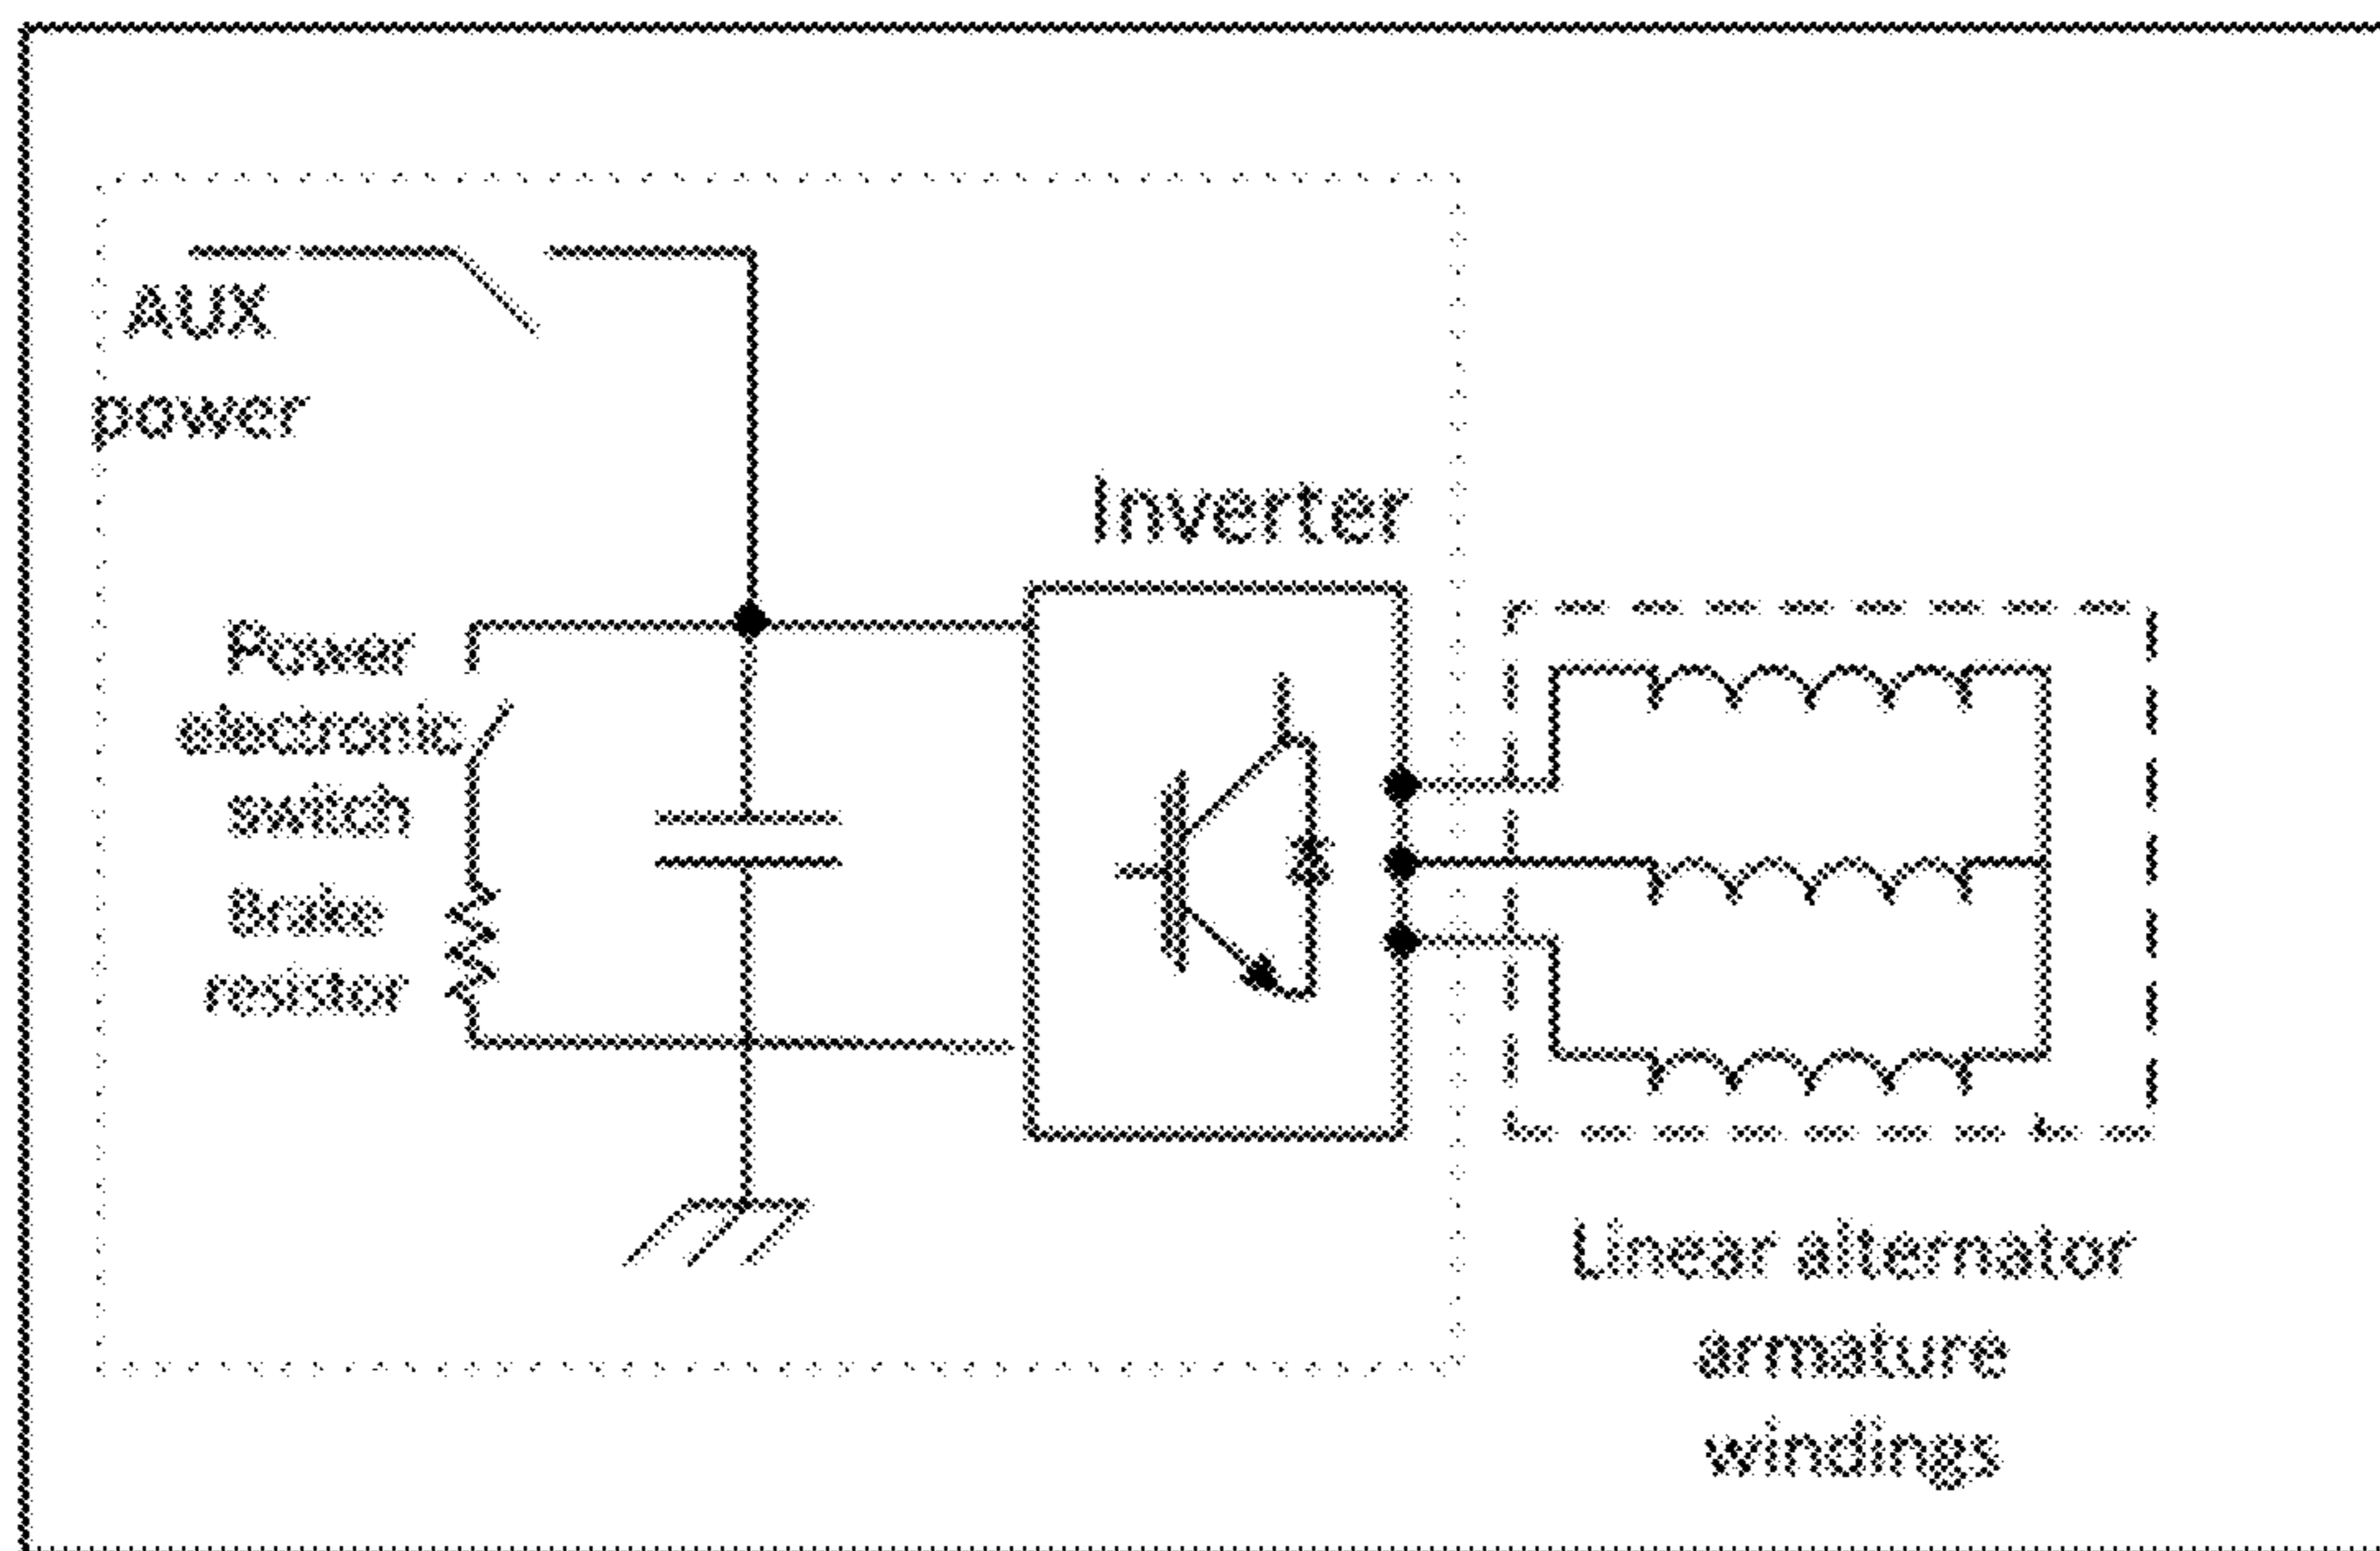 AUX
power
Inverter
Power
electronic
switch
Brake
resistor
Linear alternator
armature
windings